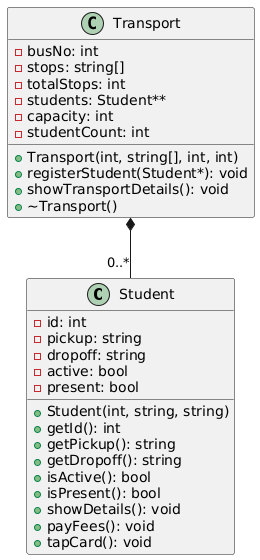 C Transport
busNo: int
stops: string[]
totalStops: int
students: Student**
capacity: int
studentCount: int
Transport(int, string[], int, int)
registerStudent(Student*): void
showTransportDetails(): void
~Transport()
0..*
C Student
id: int
pickup: string
dropoff: string
active: bool
present: bool
Student(int, string, string)
getId(): int
getPickup(): string
getDropoff(): string
isActive(): bool
isPresent(): bool
showDetails(): void
payFees(): void
tapCard(): void